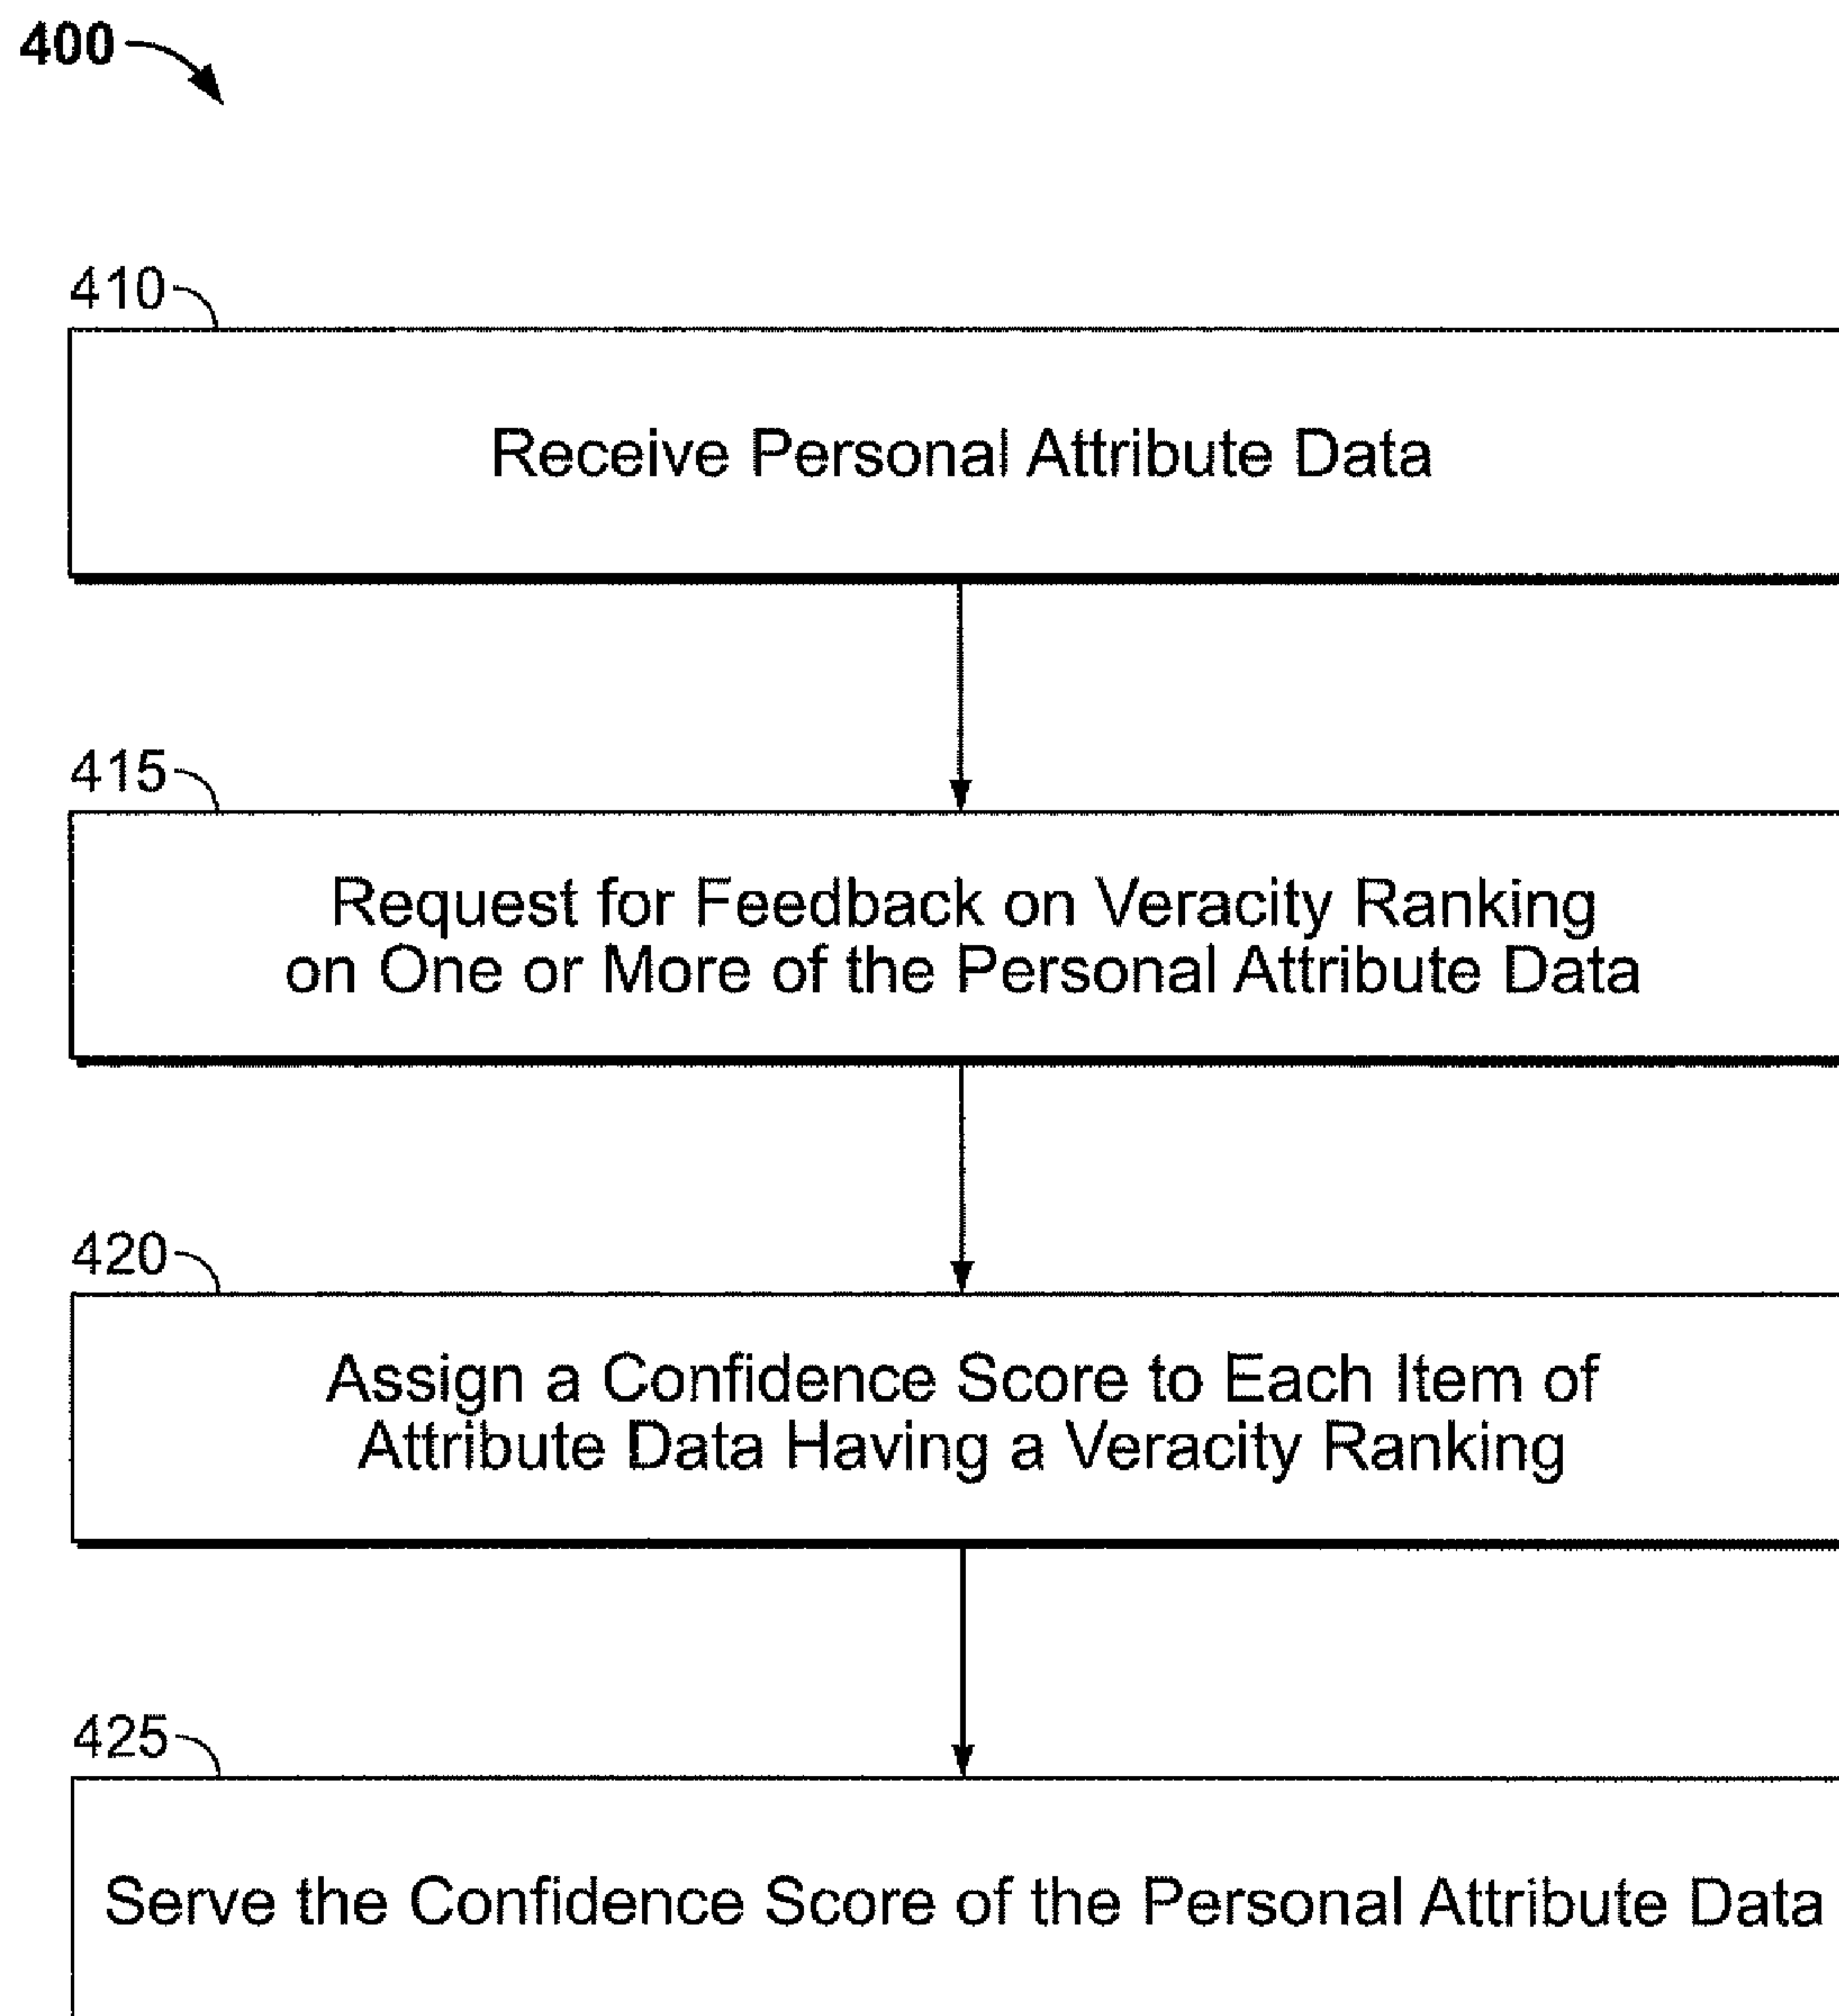 400
410
Receive Personal Attribute Data
415
Request for Feedback on Veracity Ranking
on One or More of the Personal Attribute Data
420
Assign a Confidence Score to Each Item of
Attribute Data Having a Veracity Ranking
425
Serve the Confidence Score of the Personal Attribute Data